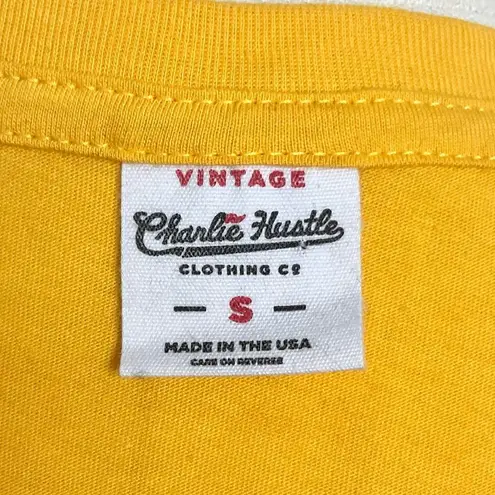 VINTAGE
Charlie Hustle
CLOTHING Cº
— S —
MADE IN THE USA
CARE ON REVERSE